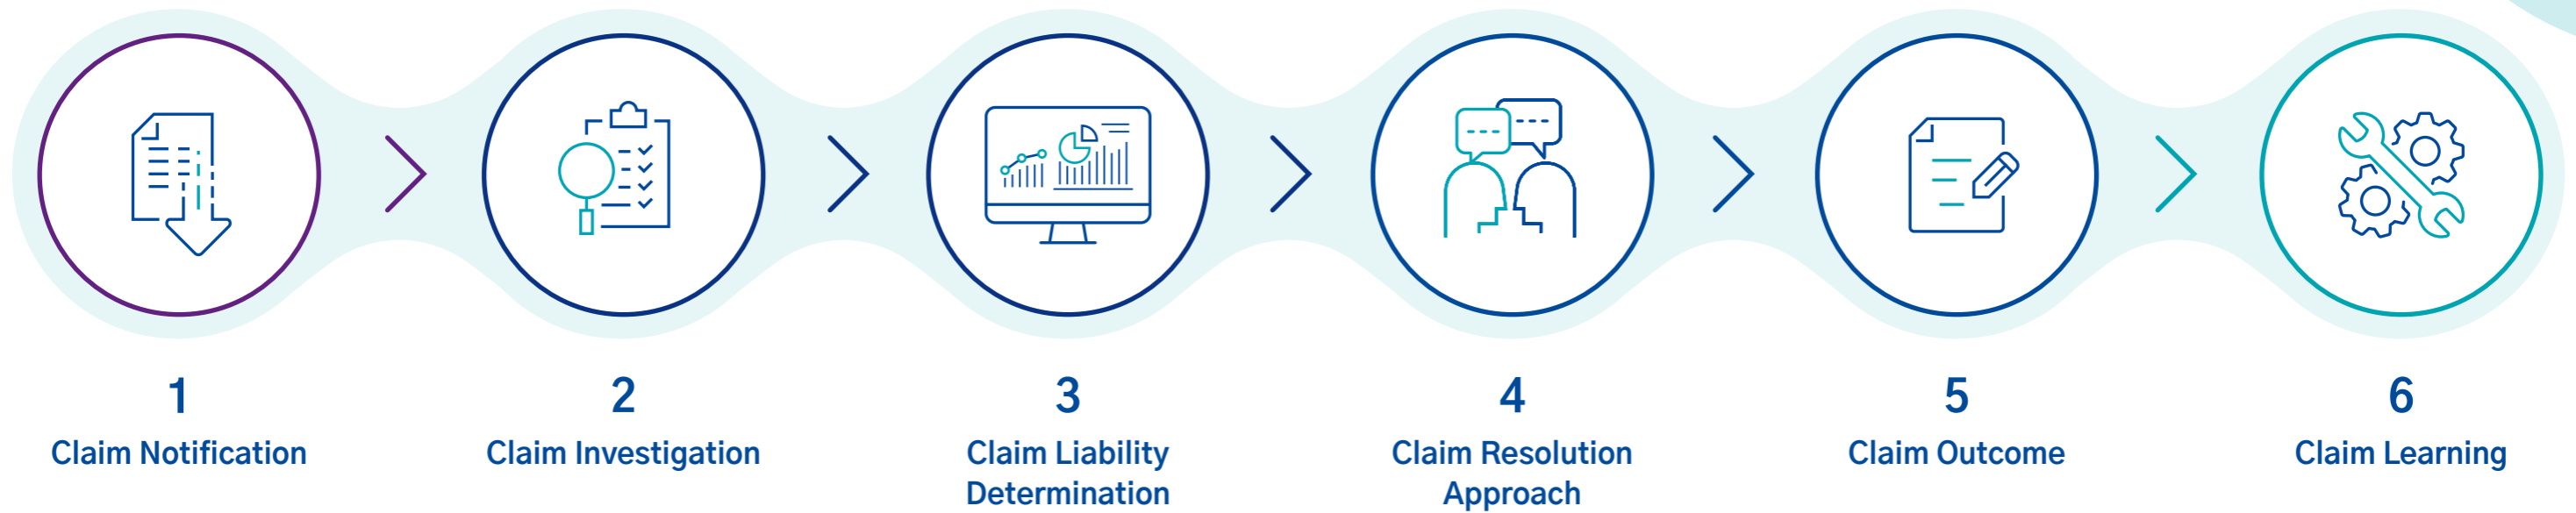 1
Claim Notification
2
Claim Investigation
3
Claim Liability
Determination
4
Claim Resolution
Approach
5
Claim Outcome
6
Claim Learning